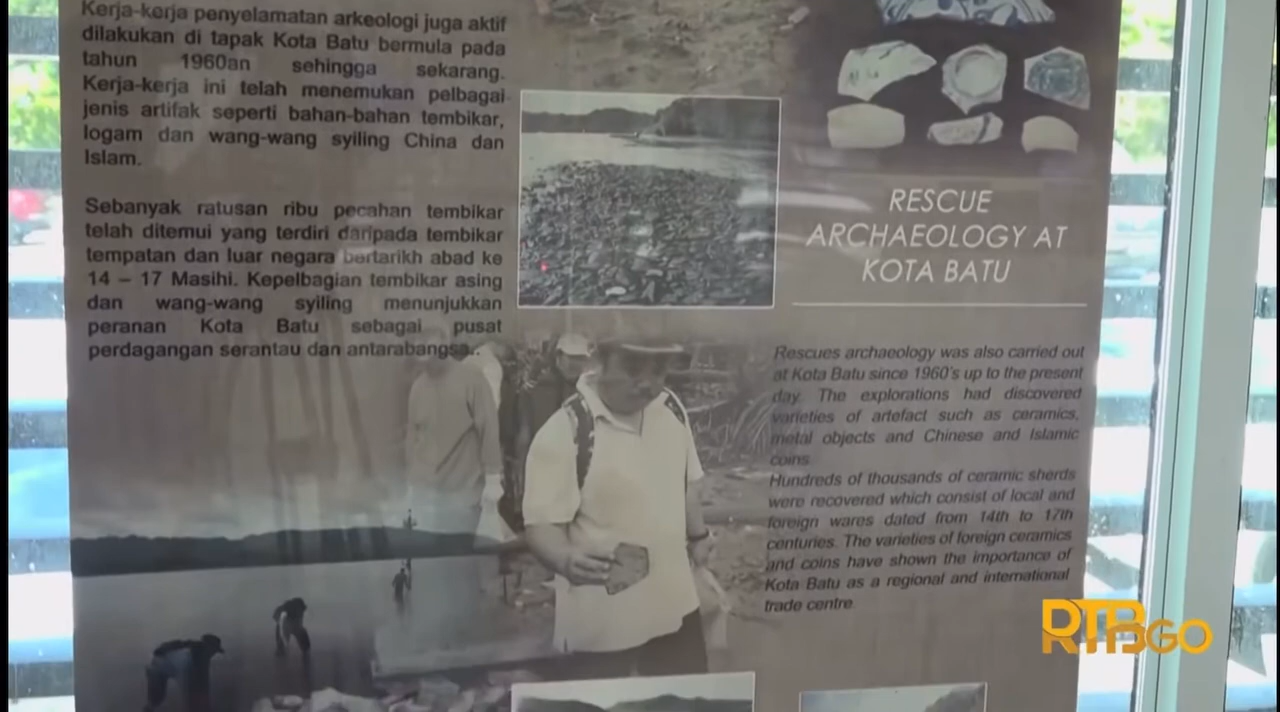 Kerja-kerja penyelamatan arkeologi juga aktif
dilakukan di tapak Kota Batu bermula pada
tahun 1960an sehingga sekarang.
Kerja-kerja ini telah menemukan pelbagai
jenis artifak seperti bahan-bahan tembikar,
logam dan wang-wang syiling China dan
Islam.
Sebanyak ratusan ribu pecahan tembikar
telah ditemui yang terdiri daripada tembikar
tempatan dan luar negara bertarikh abad ke
14 – 17 Masihi. Kepelbagian tembikar asing
dan wang-wang syiling menunjukkan
peranan Kota Batu sebagai pusat
perdagangan serantau dan antarabangsa..
RESCUE
ARCHAEOLOGY AT
KOTA BATU
Rescues archaeology was also carried out
at Kota Batu since 1960's up to the present
day. The explorations had discovered
varieties of artefact such as ceramics,
metal objects and Chinese and Islamic
coins.
Hundreds of thousands of ceramic sherds
were recovered which consist of local and
foreign wares dated from 14th to 17th
centuries. The varieties of foreign ceramics
and coins have shown the importance of
Kota Batu as a regional and international
trade centre.
RTBGO